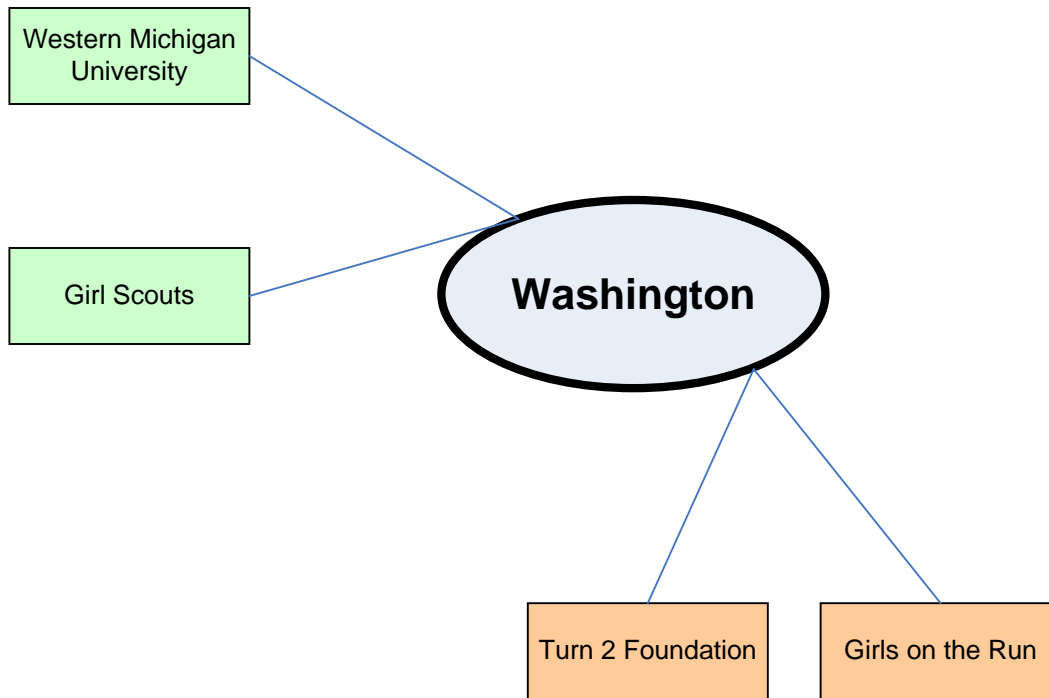 Western Michigan
University
Girl Scouts
Washington
Turn 2 Foundation
Girls on the Run